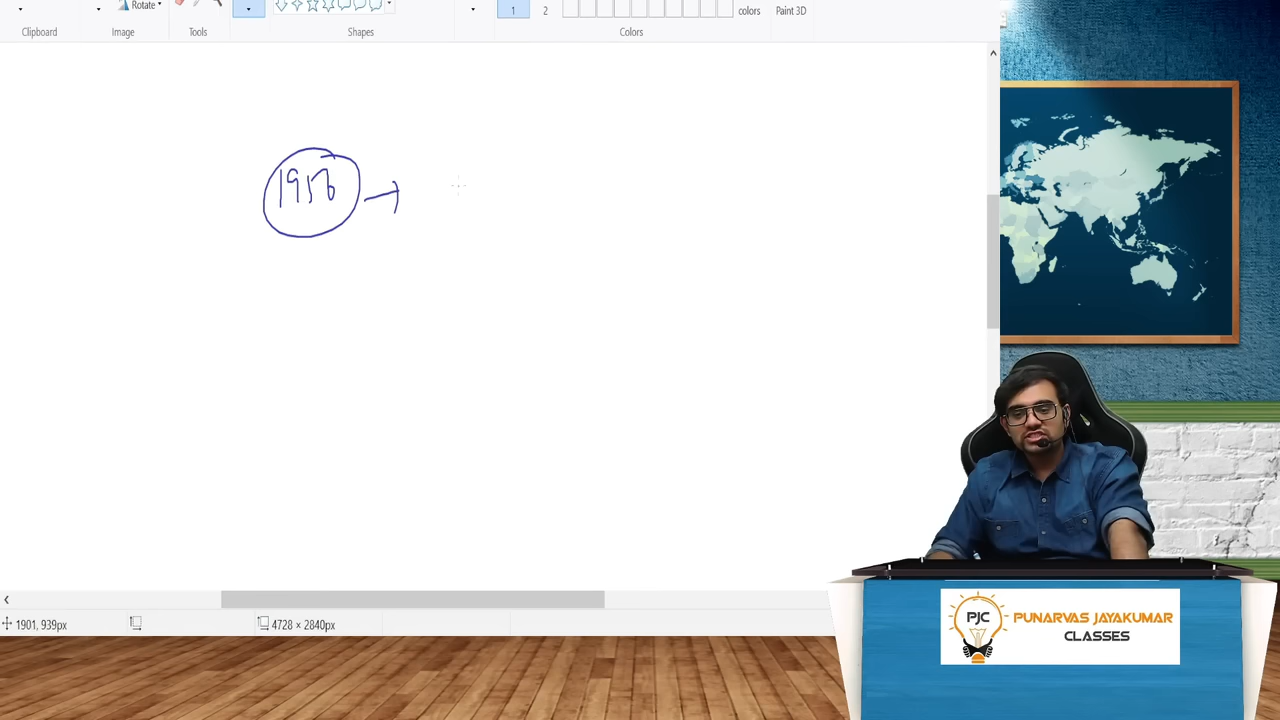 Rotate
1
2
colors
Paint 3D
Clipboard
Image
Tools
Shapes
Colors
1956
1901, 939px
4728 × 2840px
PJC
PUNARVAS JAYAKUMAR
CLASSES